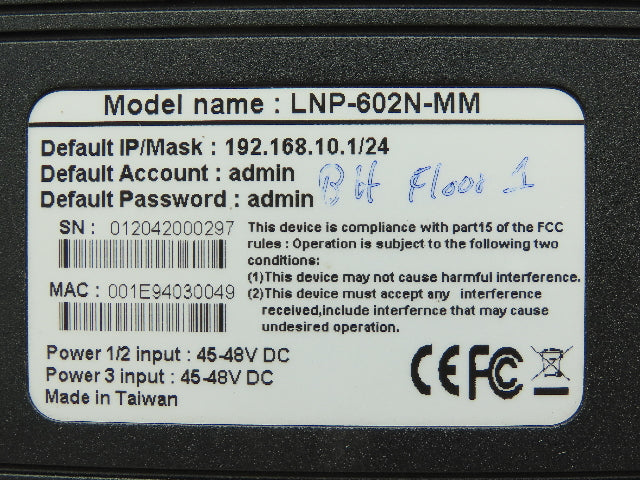 Model name : LNP-602N-MM
Default IP/Mask : 192.168.10.1/24
Default Account : admin
Default Password : admin
BH Floor 1
SN : 012042000297
MAC : 001E94030049
This device is compliance with part15 of the FCC
rules : Operation is subject to the following two
conditions:
(1)This device may not cause harmful interference.
(2)This device must accept any interference
received,include interfernce that may cause
undesired operation.
Power 1/2 input : 45-48V DC
Power 3 input : 45-48V DC
Made in Taiwan
CE FC